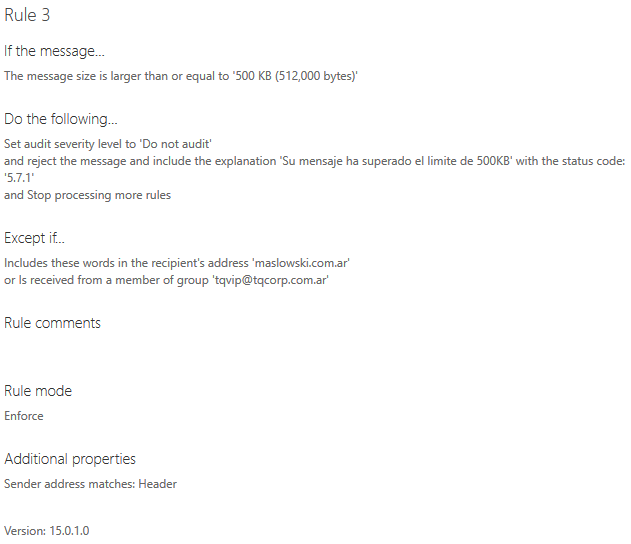 Rule 3
If the message...
The message size is larger than or equal to '500 KB (512,000 bytes)'
Do the following...
Set audit severity level to 'Do not audit'
and reject the message and include the explanation 'Su mensaje ha superado el limite de 500KB' with the status code:
'5.7.1'
and Stop processing more rules
Except if...
Includes these words in the recipient's address 'maslowski.com.ar'
or Is received from a member of group 'tqvip@tqcorp.com.ar'
Rule comments
Rule mode
Enforce
Additional properties
Sender address matches: Header
Version: 15.0.1.0